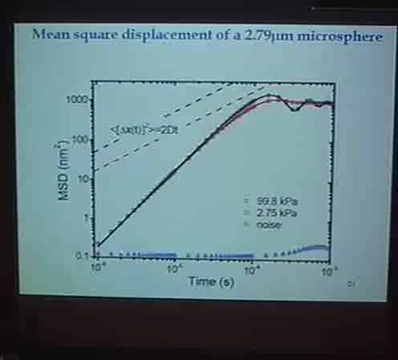 Mean square displacement of a 2.79μm microsphere
1000
<[Δx(t)]²>=2Dt
100
MSD (nm²)
10
99.8 kPa
1
2.75 kPa
noise
0.1
Time (s)